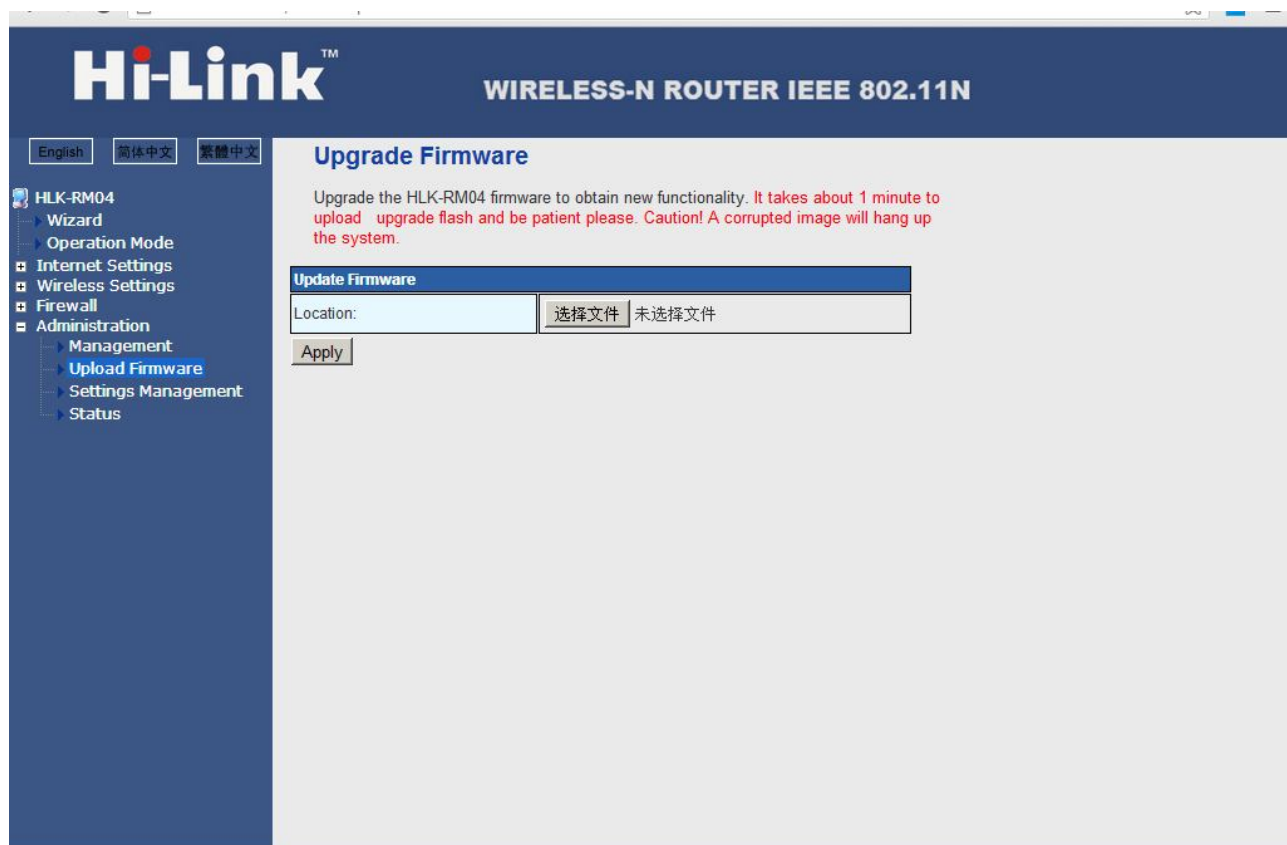 Hi-Link™
WIRELESS-N ROUTER IEEE 802.11N
English 简体中文 繁體中文
HLK-RM04
Wizard
Operation Mode
Internet Settings
Wireless Settings
Firewall
Administration
Management
Upload Firmware
Settings Management
Status
Upgrade Firmware
Upgrade the HLK-RM04 firmware to obtain new functionality. It takes about 1 minute to
upload upgrade flash and be patient please. Caution! A corrupted image will hang up
the system.
Update Firmware
Location: 选择文件 未选择文件
Apply